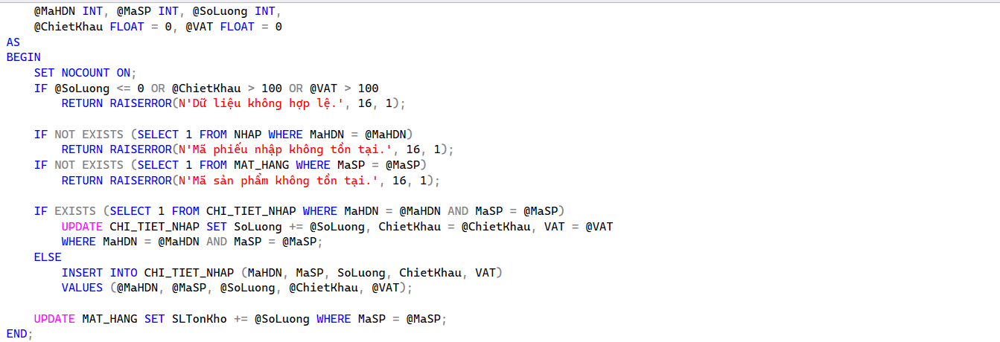 @MaHDN INT, @MaSP INT, @SoLuong INT,
@ChietKhau FLOAT = 0, @VAT FLOAT = 0
AS
BEGIN
SET NOCOUNT ON;
IF @SoLuong <= 0 OR @ChietKhau > 100 OR @VAT > 100
RETURN RAISERROR(N'Dữ liệu không hợp lệ.', 16, 1);
IF NOT EXISTS (SELECT 1 FROM NHAP WHERE MaHDN = @MaHDN)
RETURN RAISERROR(N'Mã phiếu nhập không tồn tại.', 16, 1);
IF NOT EXISTS (SELECT 1 FROM MAT_HANG WHERE MaSP = @MaSP)
RETURN RAISERROR(N'Mã sản phẩm không tồn tại.', 16, 1);
IF EXISTS (SELECT 1 FROM CHI_TIET_NHAP WHERE MaHDN = @MaHDN AND MaSP = @MaSP)
UPDATE CHI_TIET_NHAP SET SoLuong += @SoLuong, ChietKhau = @ChietKhau, VAT = @VAT
WHERE MaHDN = @MaHDN AND MaSP = @MaSP;
ELSE
INSERT INTO CHI_TIET_NHAP (MaHDN, MaSP, SoLuong, ChietKhau, VAT)
VALUES (@MaHDN, @MaSP, @SoLuong, @ChietKhau, @VAT);
UPDATE MAT_HANG SET SLTonKho += @SoLuong WHERE MaSP = @MaSP;
END;